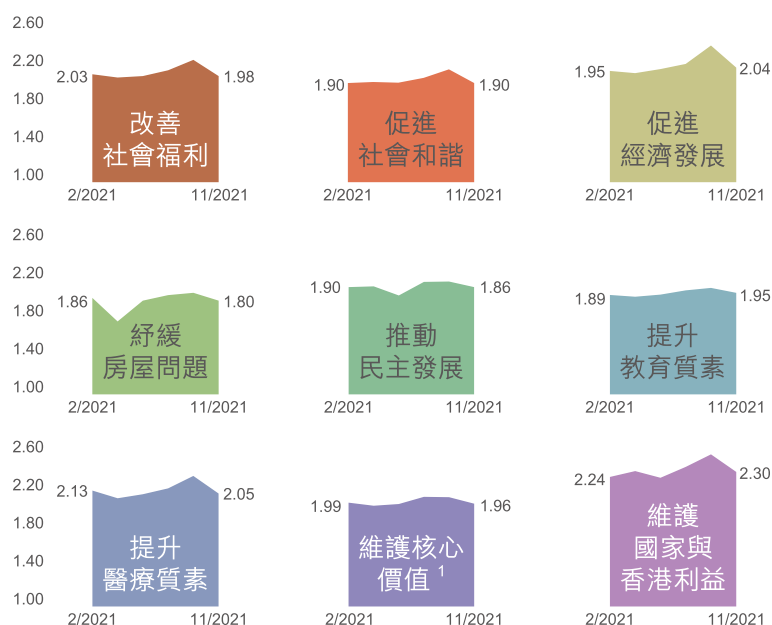 2.60
2.20
1.80
1.40
1.00
2.03
1.98
改善
社會福利
2/2021
11/2021
1.90
1.90
促進
社會和諧
2/2021
11/2021
1.95
2.04
促進
經濟發展
2/2021
11/2021
2.60
2.20
1.80
1.40
1.00
1.86
1.80
紓緩
房屋問題
2/2021
11/2021
1.90
1.86
推動
民主發展
2/2021
11/2021
1.89
1.95
提升
教育質素
2/2021
11/2021
2.60
2.20
1.80
1.40
1.00
2.13
2.05
提升
醫療質素
2/2021
11/2021
1.99
1.96
維護核心
價值 1
2/2021
11/2021
2.24
2.30
維護
國家與
香港利益
2/2021
11/2021